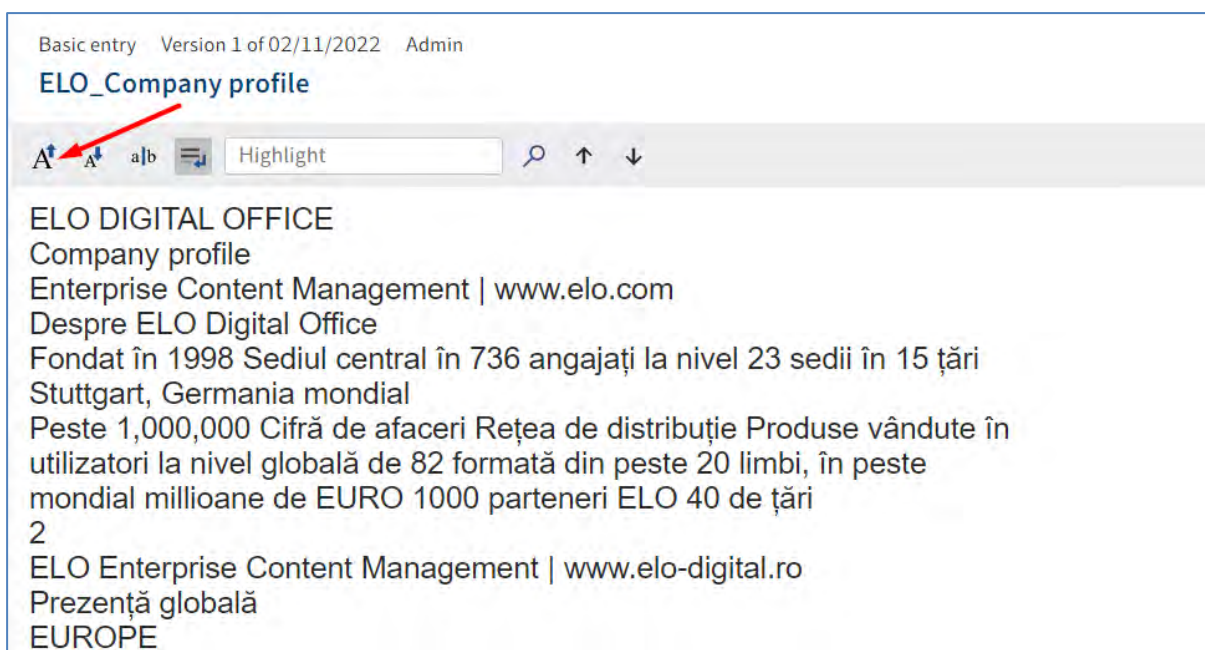 Basic entry Version 1 of 02/11/2022 Admin
ELO_Company profile
A A a|b Highlight
ELO DIGITAL OFFICE
Company profile
Enterprise Content Management | www.elo.com
Despre ELO Digital Office
Fondat în 1998 Sediul central în 736 angajați la nivel 23 sedii în 15 țări
Stuttgart, Germania mondial
Peste 1,000,000 Cifră de afaceri Rețea de distribuție Produse vândute în
utilizatori la nivel globală de 82 formată din peste 20 limbi, în peste
mondial millioane de EURO 1000 parteneri ELO 40 de țări
2
ELO Enterprise Content Management | www.elo-digital.ro
Prezență globală
EUROPE